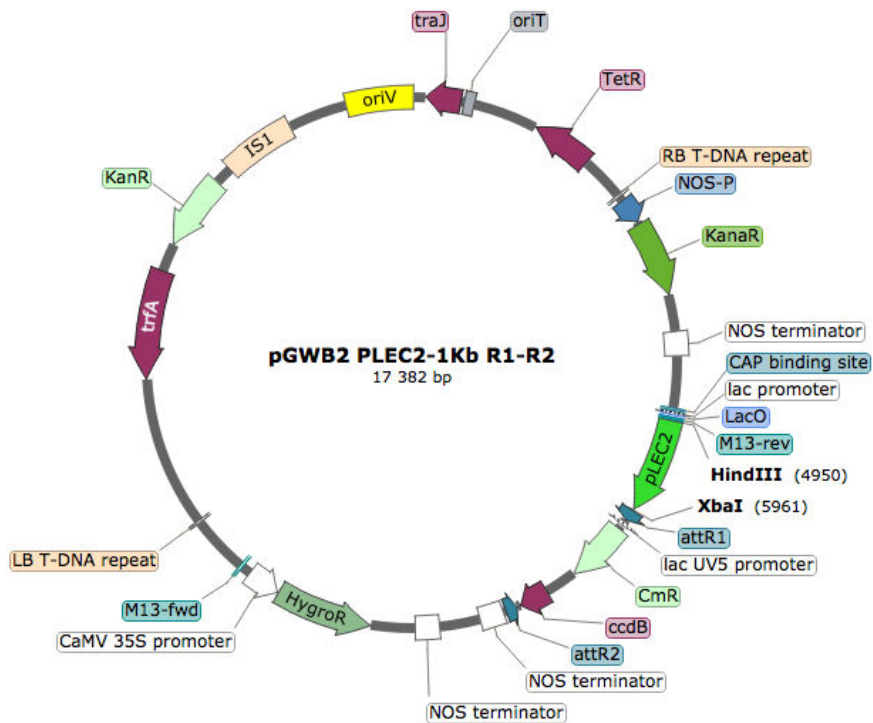 traJ
oriT
oriV
TetR
IS1
RB T-DNA repeat
KanR
NOS-P
KanaR
trfA
NOS terminator
pGWB2 PLEC2-1Kb R1-R2
17 382 bp
CAP binding site
lac promoter
LacO
M13-rev
pLEC2
HindIII (4950)
XbaI (5961)
attR1
LB T-DNA repeat
lac UV5 promoter
CmR
M13-fwd
HygroR
ccdB
CaMV 35S promoter
attR2
NOS terminator
NOS terminator